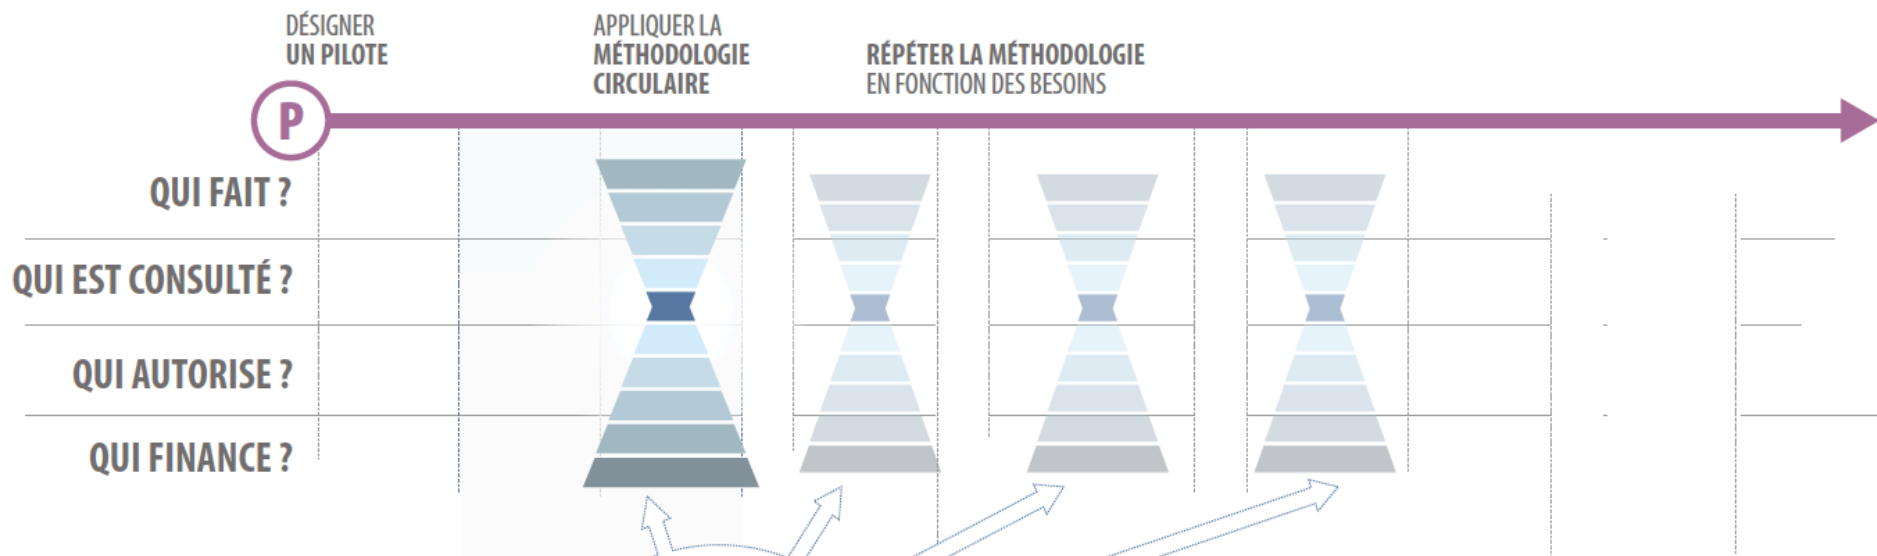 DÉSIGNER
UN PILOTE
APPLIQUER LA
MÉTHODOLOGIE
CIRCULAIRE
RÉPÉTER LA MÉTHODOLOGIE
EN FONCTION DES BESOINS
P
QUI FAIT ?
QUI EST CONSULTÉ ?
QUI AUTORISE ?
QUI FINANCE ?